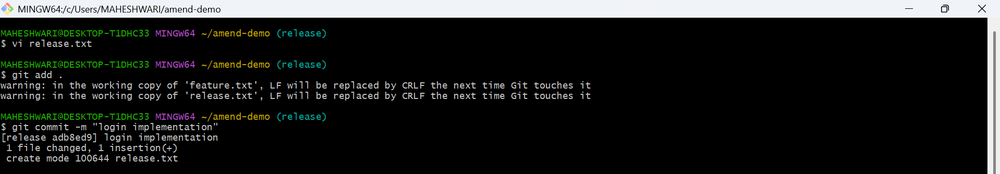 MINGW64:/c/Users/MAHESHWARI/amend-demo
MAHESHWARI@DESKTOP-T1DHC33 MINGW64 ~/amend-demo (release)
$ vi release.txt
MAHESHWARI@DESKTOP-T1DHC33 MINGW64 ~/amend-demo (release)
$ git add .
warning: in the working copy of 'feature.txt', LF will be replaced by CRLF the next time Git touches it
warning: in the working copy of 'release.txt', LF will be replaced by CRLF the next time Git touches it
MAHESHWARI@DESKTOP-T1DHC33 MINGW64 ~/amend-demo (release)
$ git commit -m "login implementation"
[release adb8ed9] login implementation
 1 file changed, 1 insertion(+)
 create mode 100644 release.txt